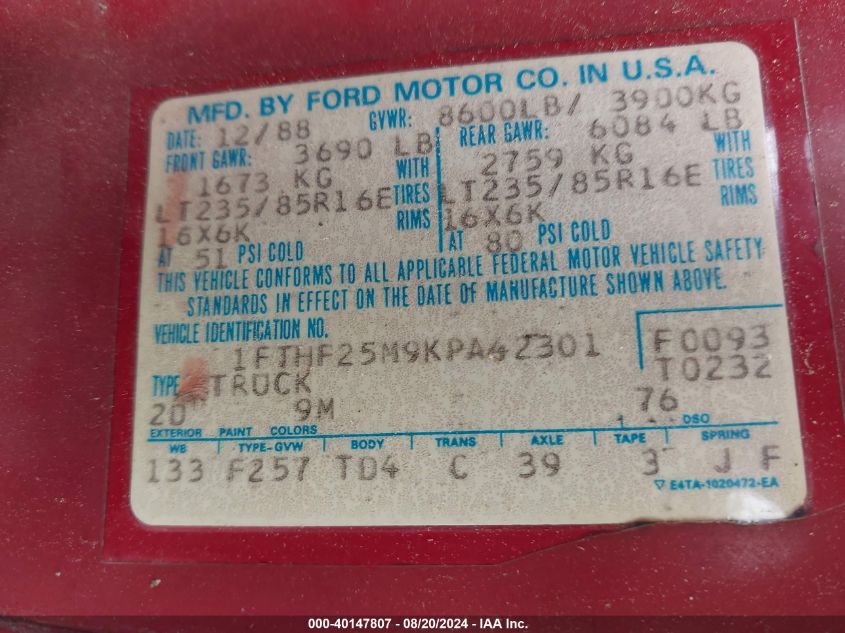 MFD. BY FORD MOTOR CO. IN U.S.A.
DATE: 12/88 GVWR: 8600LB/ 3900KG
FRONT GAWR: 3690 LB REAR GAWR: 6084 LB
1673 KG WITH 2759 KG WITH
LT235/85R16E TIRES LT235/85R16E TIRES
16X6K RIMS 16X6K RIMS
AT 51 PSI COLD AT 80 PSI COLD
THIS VEHICLE CONFORMS TO ALL APPLICABLE FEDERAL MOTOR VEHICLE SAFETY
STANDARDS IN EFFECT ON THE DATE OF MANUFACTURE SHOWN ABOVE.
VEHICLE IDENTIFICATION NO.
1FTHF25M9KPA42301 F0093
TYPE TRUCK T0232
20 9M 76
EXTERIOR PAINT COLORS DSO
WB TYPE-GVW BODY TRANS AXLE TAPE SPRING
133 F257 TD4 C 39 3 J F
E4TA-1020472-EA
000-40147807 - 08/20/2024 - IAA Inc.